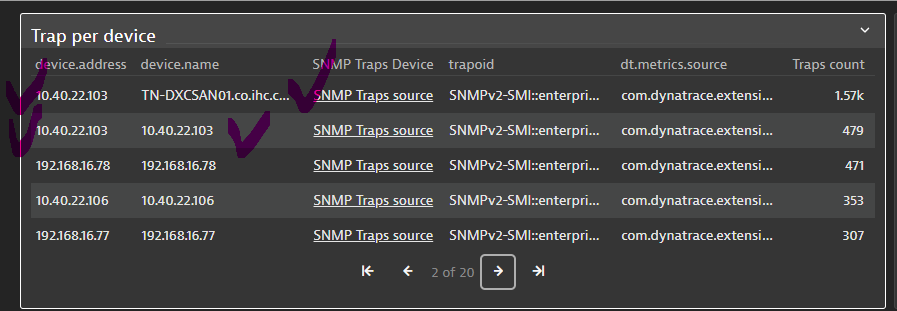 Trap per device
device.address device.name SNMP Traps Device trapoid dt.metrics.source Traps count
10.40.22.103 TN-DXCSAN01.co.ihc.c... SNMP Traps source SNMPv2-SMI::enterpri... com.dynatrace.extensi... 1.57k
10.40.22.103 10.40.22.103 SNMP Traps source SNMPv2-SMI::enterpri... com.dynatrace.extensi... 479
192.168.16.78 192.168.16.78 SNMP Traps source SNMPv2-SMI::enterpri... com.dynatrace.extensi... 471
10.40.22.106 10.40.22.106 SNMP Traps source SNMPv2-SMI::enterpri... com.dynatrace.extensi... 353
192.168.16.77 192.168.16.77 SNMP Traps source SNMPv2-SMI::enterpri... com.dynatrace.extensi... 307
2 of 20